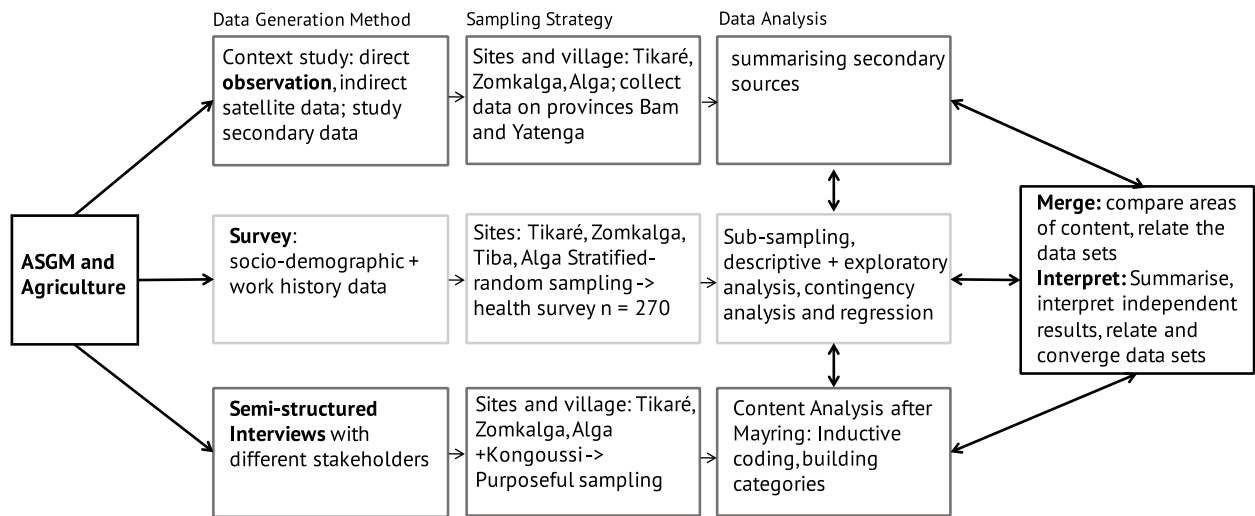 Data Generation Method
Sampling Strategy
Data Analysis
Context study: direct
observation, indirect
satellite data; study
secondary data
Sites and village: Tikaré,
Zomkalga, Alga; collect
data on provinces Bam
and Yatenga
summarising secondary
sources
ASGM and
Agriculture
Survey:
socio-demographic +
work history data
Sites: Tikaré, Zomkalga,
Tiba, Alga Stratified-
random sampling ->
health survey n = 270
Sub-sampling,
descriptive + exploratory
analysis, contingency
analysis and regression
Merge: compare areas
of content, relate the
data sets
Interpret: Summarise,
interpret independent
results, relate and
converge data sets
Semi-structured
Interviews with
different stakeholders
Sites and village: Tikaré,
Zomkalga, Alga
+Kongoussi->
Purposeful sampling
Content Analysis after
Mayring: Inductive
coding, building
categories